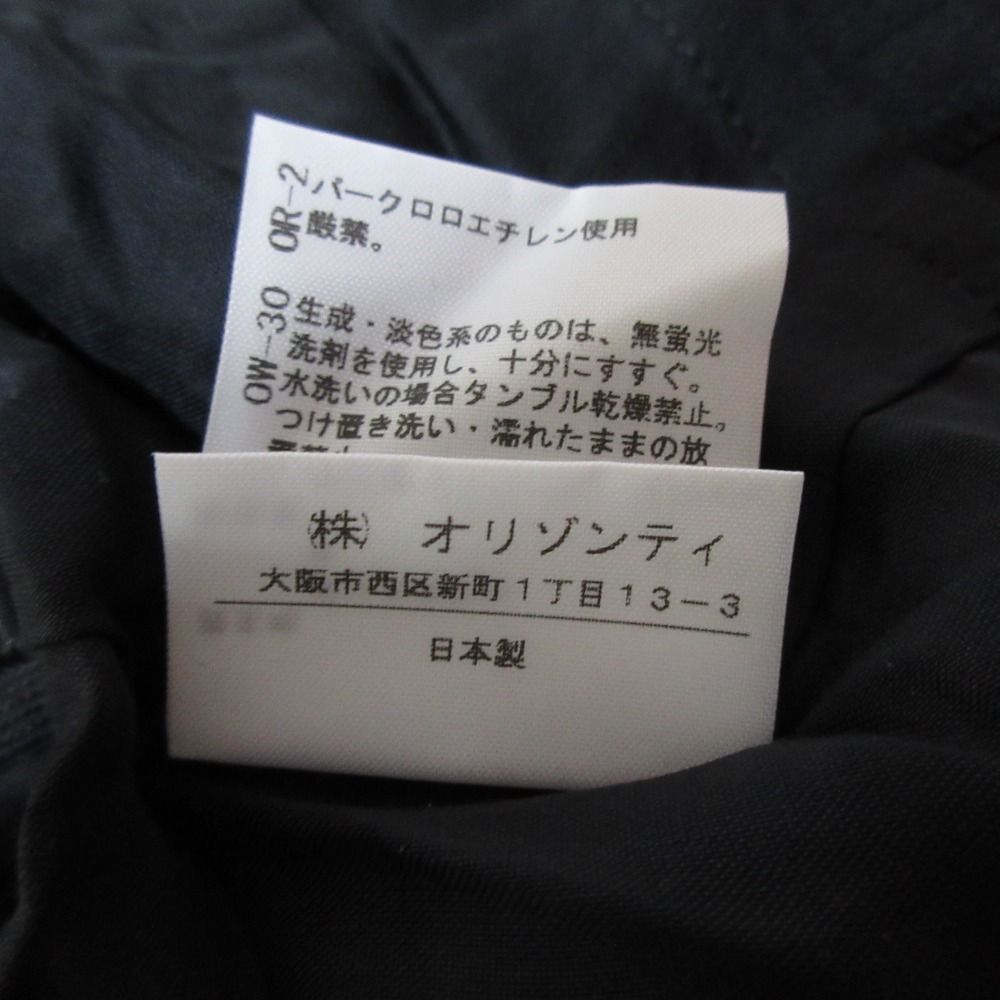 OR-2
パークロロエチレン使用
厳禁。
OW-30
生成・淡色系のものは、無蛍光
洗剤を使用し、十分にすすぐ。
水洗いの場合タンブル乾燥禁止。
つけ置き洗い・濡れたままの放
㈱ オリゾンティ
大阪市西区新町1丁目13-3
日本製